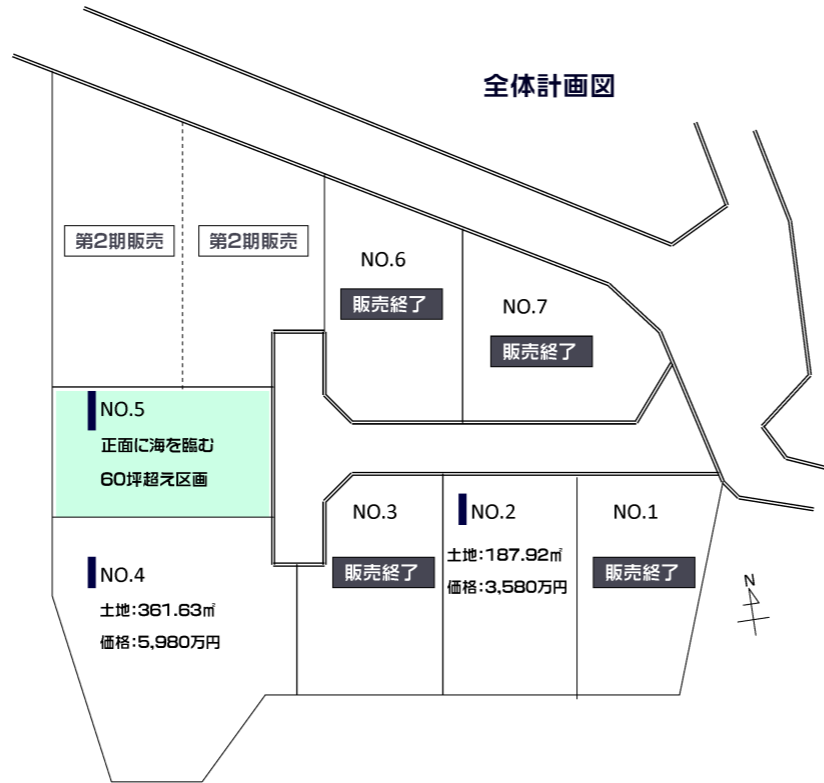 全体計画図
第2期販売
第2期販売
NO.6
販売終了
NO.7
販売終了
NO.5
正面に海を臨む
60坪超え区画
NO.4
土地:361.63㎡
価格:5,980万円
NO.3
販売終了
NO.2
土地:187.92㎡
価格:3,580万円
NO.1
販売終了
N